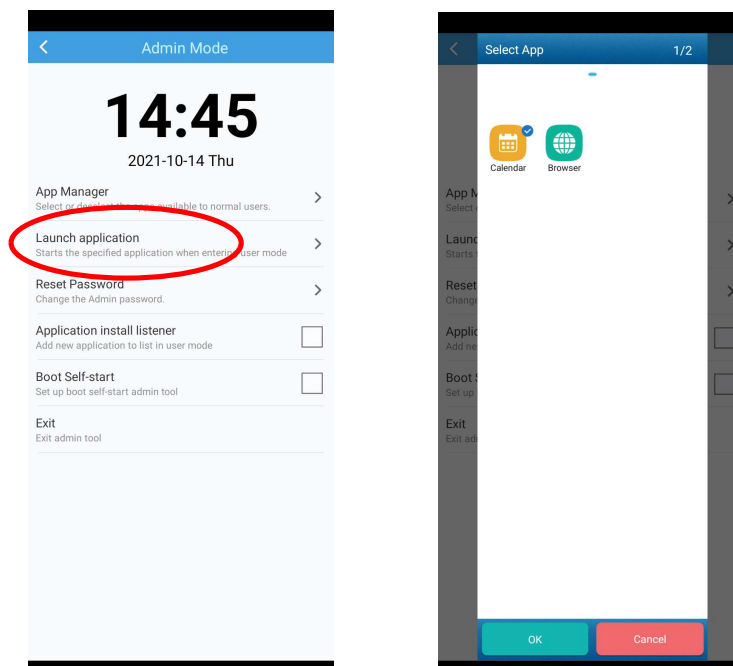 Admin Mode
14:45
2021-10-14 Thu
App Manager
Select or deselect the apps available to normal users.
Launch application
Starts the specified application when entering user mode
Reset Password
Change the Admin password.
Application install listener
Add new application to list in user mode
Boot Self-start
Set up boot self-start admin tool
Exit
Exit admin tool
Select App 1/2
Calendar Browser
App M
Select
Launc
Starts
Reset
Change
Applic
Add ne
Boot S
Set up
Exit
Exit adr
OK Cancel